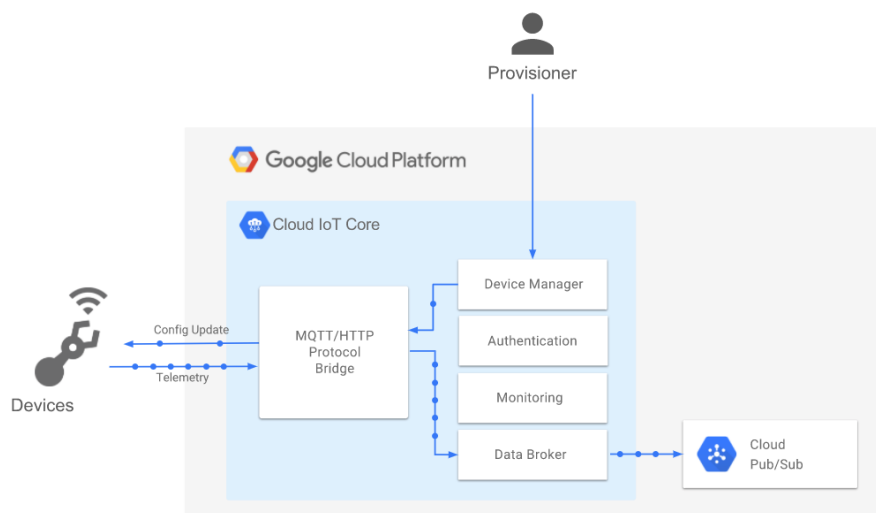 Provisioner
Google Cloud Platform
Cloud IoT Core
Device Manager
Config Update
MQTT/HTTP
Protocol
Bridge
Authentication
Telemetry
Devices
Monitoring
Data Broker
Cloud
Pub/Sub